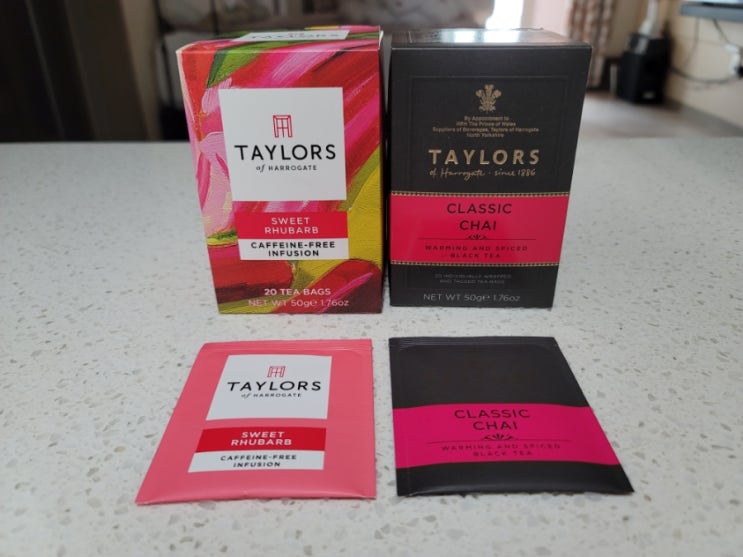 TAYLORS
of HARROGATE
SWEET
RHUBARB
CAFFEINE-FREE
INFUSION
20 TEA BAGS
NET WT 50g℮ 1.76oz
By Appointment to
HRH The Prince of Wales
Suppliers of Beverages, Taylors of Harrogate
North Yorkshire
TAYLORS
of Harrogate - since 1886
CLASSIC
CHAI
WARMING AND SPICED
BLACK TEA
20 INDIVIDUALLY WRAPPED
AND TAGGED TEA BAGS
NET WT 50g℮ 1.76oz
TAYLORS
of HARROGATE
SWEET
RHUBARB
CAFFEINE-FREE
INFUSION
CLASSIC
CHAI
WARMING AND SPICED
BLACK TEA